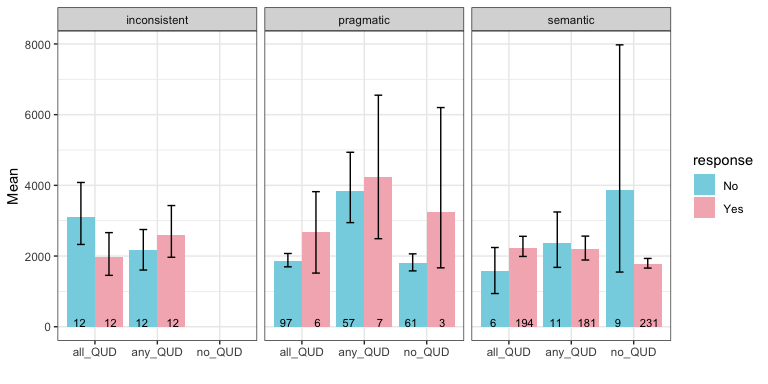 inconsistent pragmatic semantic
8000
6000
4000
2000
0
Mean
12 12 12 12 97 6 57 7 61 3 6 194 11 181 9 231
all_QUD any_QUD no_QUD all_QUD any_QUD no_QUD all_QUD any_QUD no_QUD
response
No
Yes